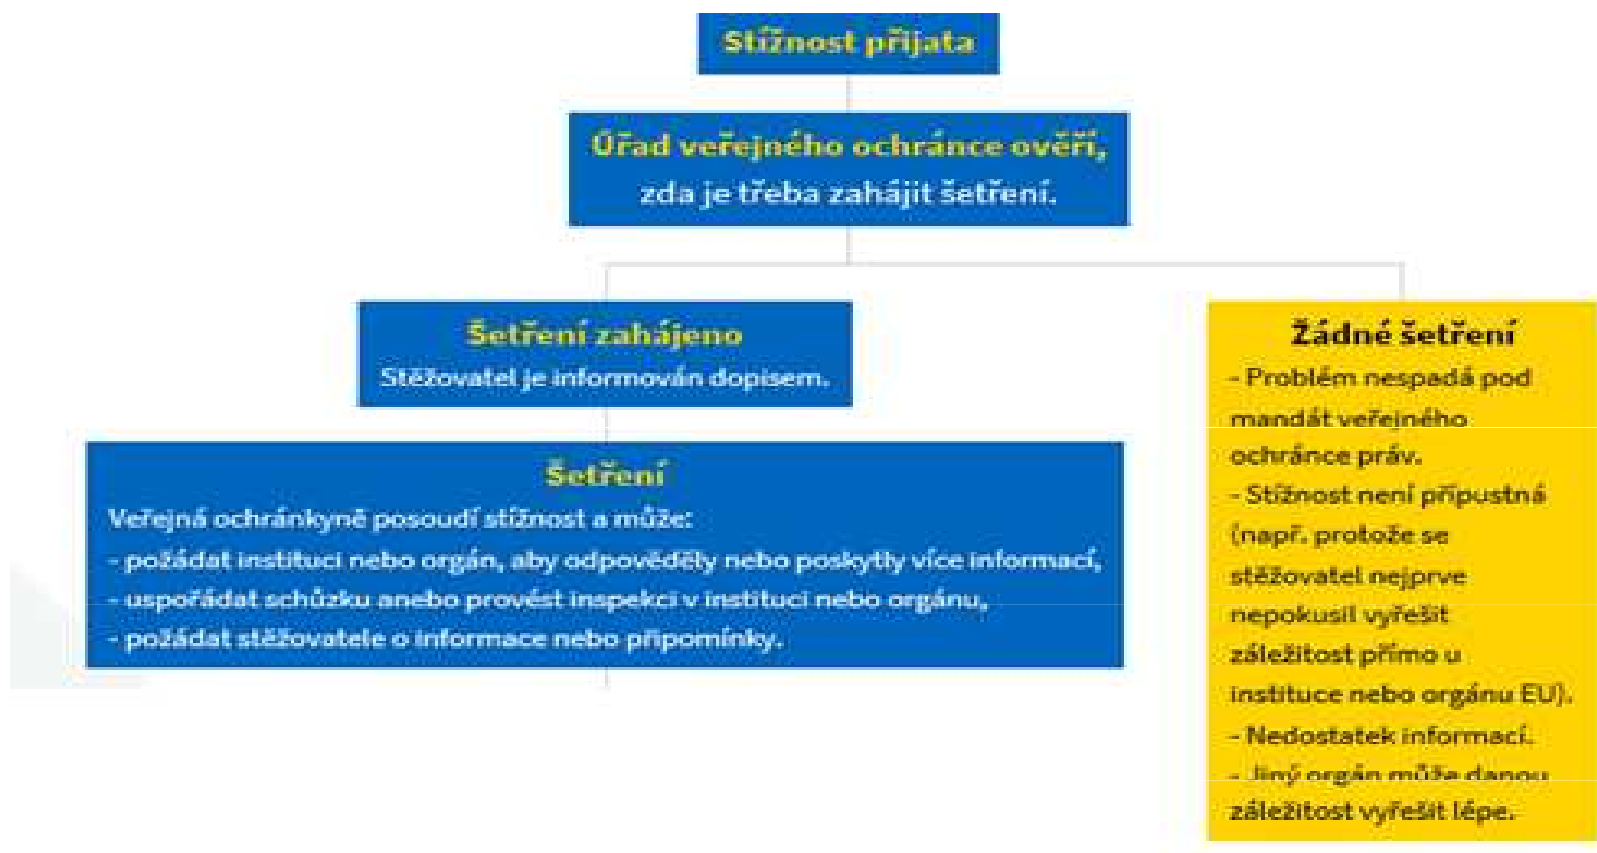 Stížnost přijata
Úřad veřejného ochránce ověří,
zda je třeba zahájit šetření.
Šetření zahájeno
Stěžovatel je informován dopisem.
Šetření
Veřejná ochránkyně posoudí stížnost a může:
- požádat instituci nebo orgán, aby odpověděly nebo poskytly více informací,
- uspořádat schůzku anebo provést inspekci v instituci nebo orgánu,
- požádat stěžovatele o informace nebo připomínky.
Žádné šetření
- Problém nespadá pod
mandát veřejného
ochránce práv.
- Stížnost není přípustná
(např. protože se
stěžovatel nejprve
nepokusil vyřešit
záležitost přímo u
instituce nebo orgánu EU).
- Nedostatek informací.
- Jiný orgán může danou
záležitost vyřešit lépe.